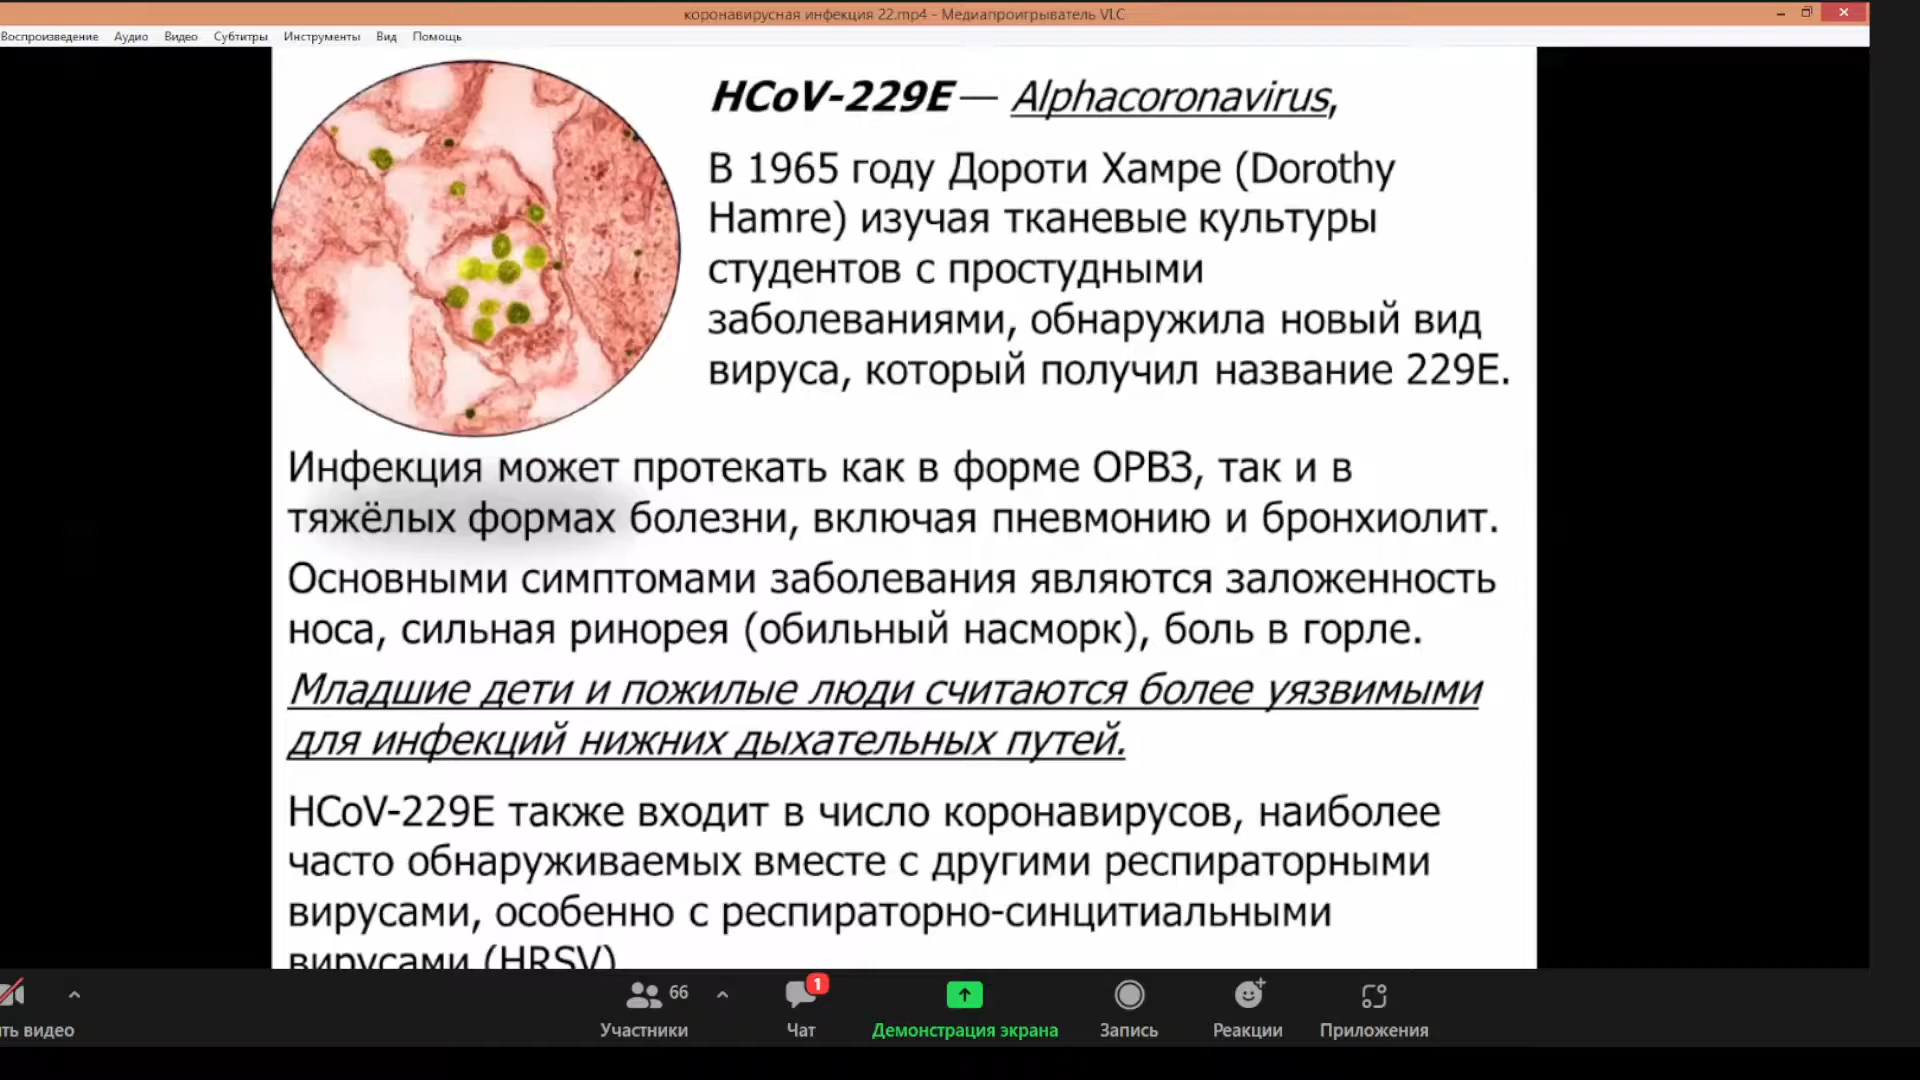 коронавирусная инфекция 22.mp4 - Медиапроигрыватель VLC
Воспроизведение Аудио Видео Субтитры Инструменты Вид Помощь
HCoV-229E — Alphacoronavirus,
В 1965 году Дороти Хамре (Dorothy
Hamre) изучая тканевые культуры
студентов с простудными
заболеваниями, обнаружила новый вид
вируса, который получил название 229E.
Инфекция может протекать как в форме ОРВЗ, так и в
тяжёлых формах болезни, включая пневмонию и бронхиолит.
Основными симптомами заболевания являются заложенность
носа, сильная ринорея (обильный насморк), боль в горле.
Младшие дети и пожилые люди считаются более уязвимыми
для инфекций нижних дыхательных путей.
HCoV-229E также входит в число коронавирусов, наиболее
часто обнаруживаемых вместе с другими респираторными
вирусами, особенно с респираторно-синцитиальными
вирусами (HRSV)
66 1
ть видео Участники Чат Демонстрация экрана Запись Реакции Приложения